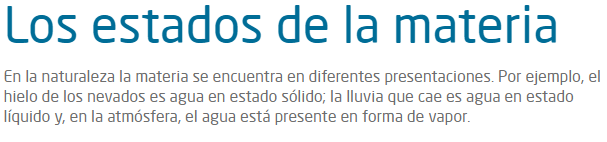 Los estados de la materia
En la naturaleza la materia se encuentra en diferentes presentaciones. Por ejemplo, el
hielo de los nevados es agua en estado sólido; la lluvia que cae es agua en estado
líquido y, en la atmósfera, el agua está presente en forma de vapor.